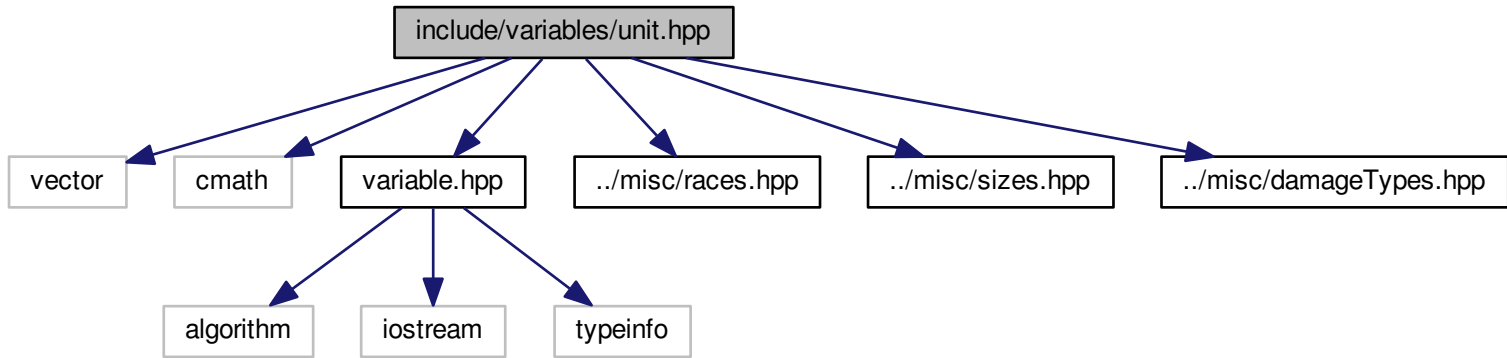 include/variables/unit.hpp
vector
cmath
variable.hpp
../misc/races.hpp
../misc/sizes.hpp
../misc/damageTypes.hpp
algorithm
iostream
typeinfo